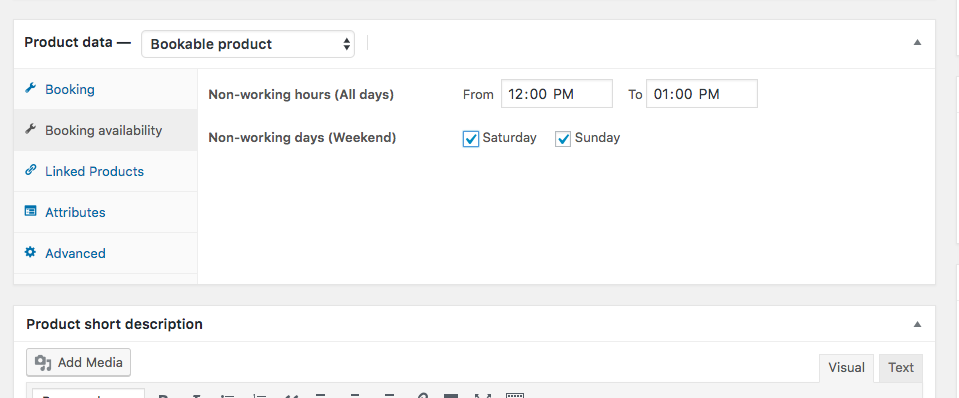 Product data — Bookable product
Booking
Booking availability
Linked Products
Attributes
Advanced
Non-working hours (All days) From 12:00 PM To 01:00 PM
Non-working days (Weekend) Saturday Sunday
Product short description
Add Media
Visual Text